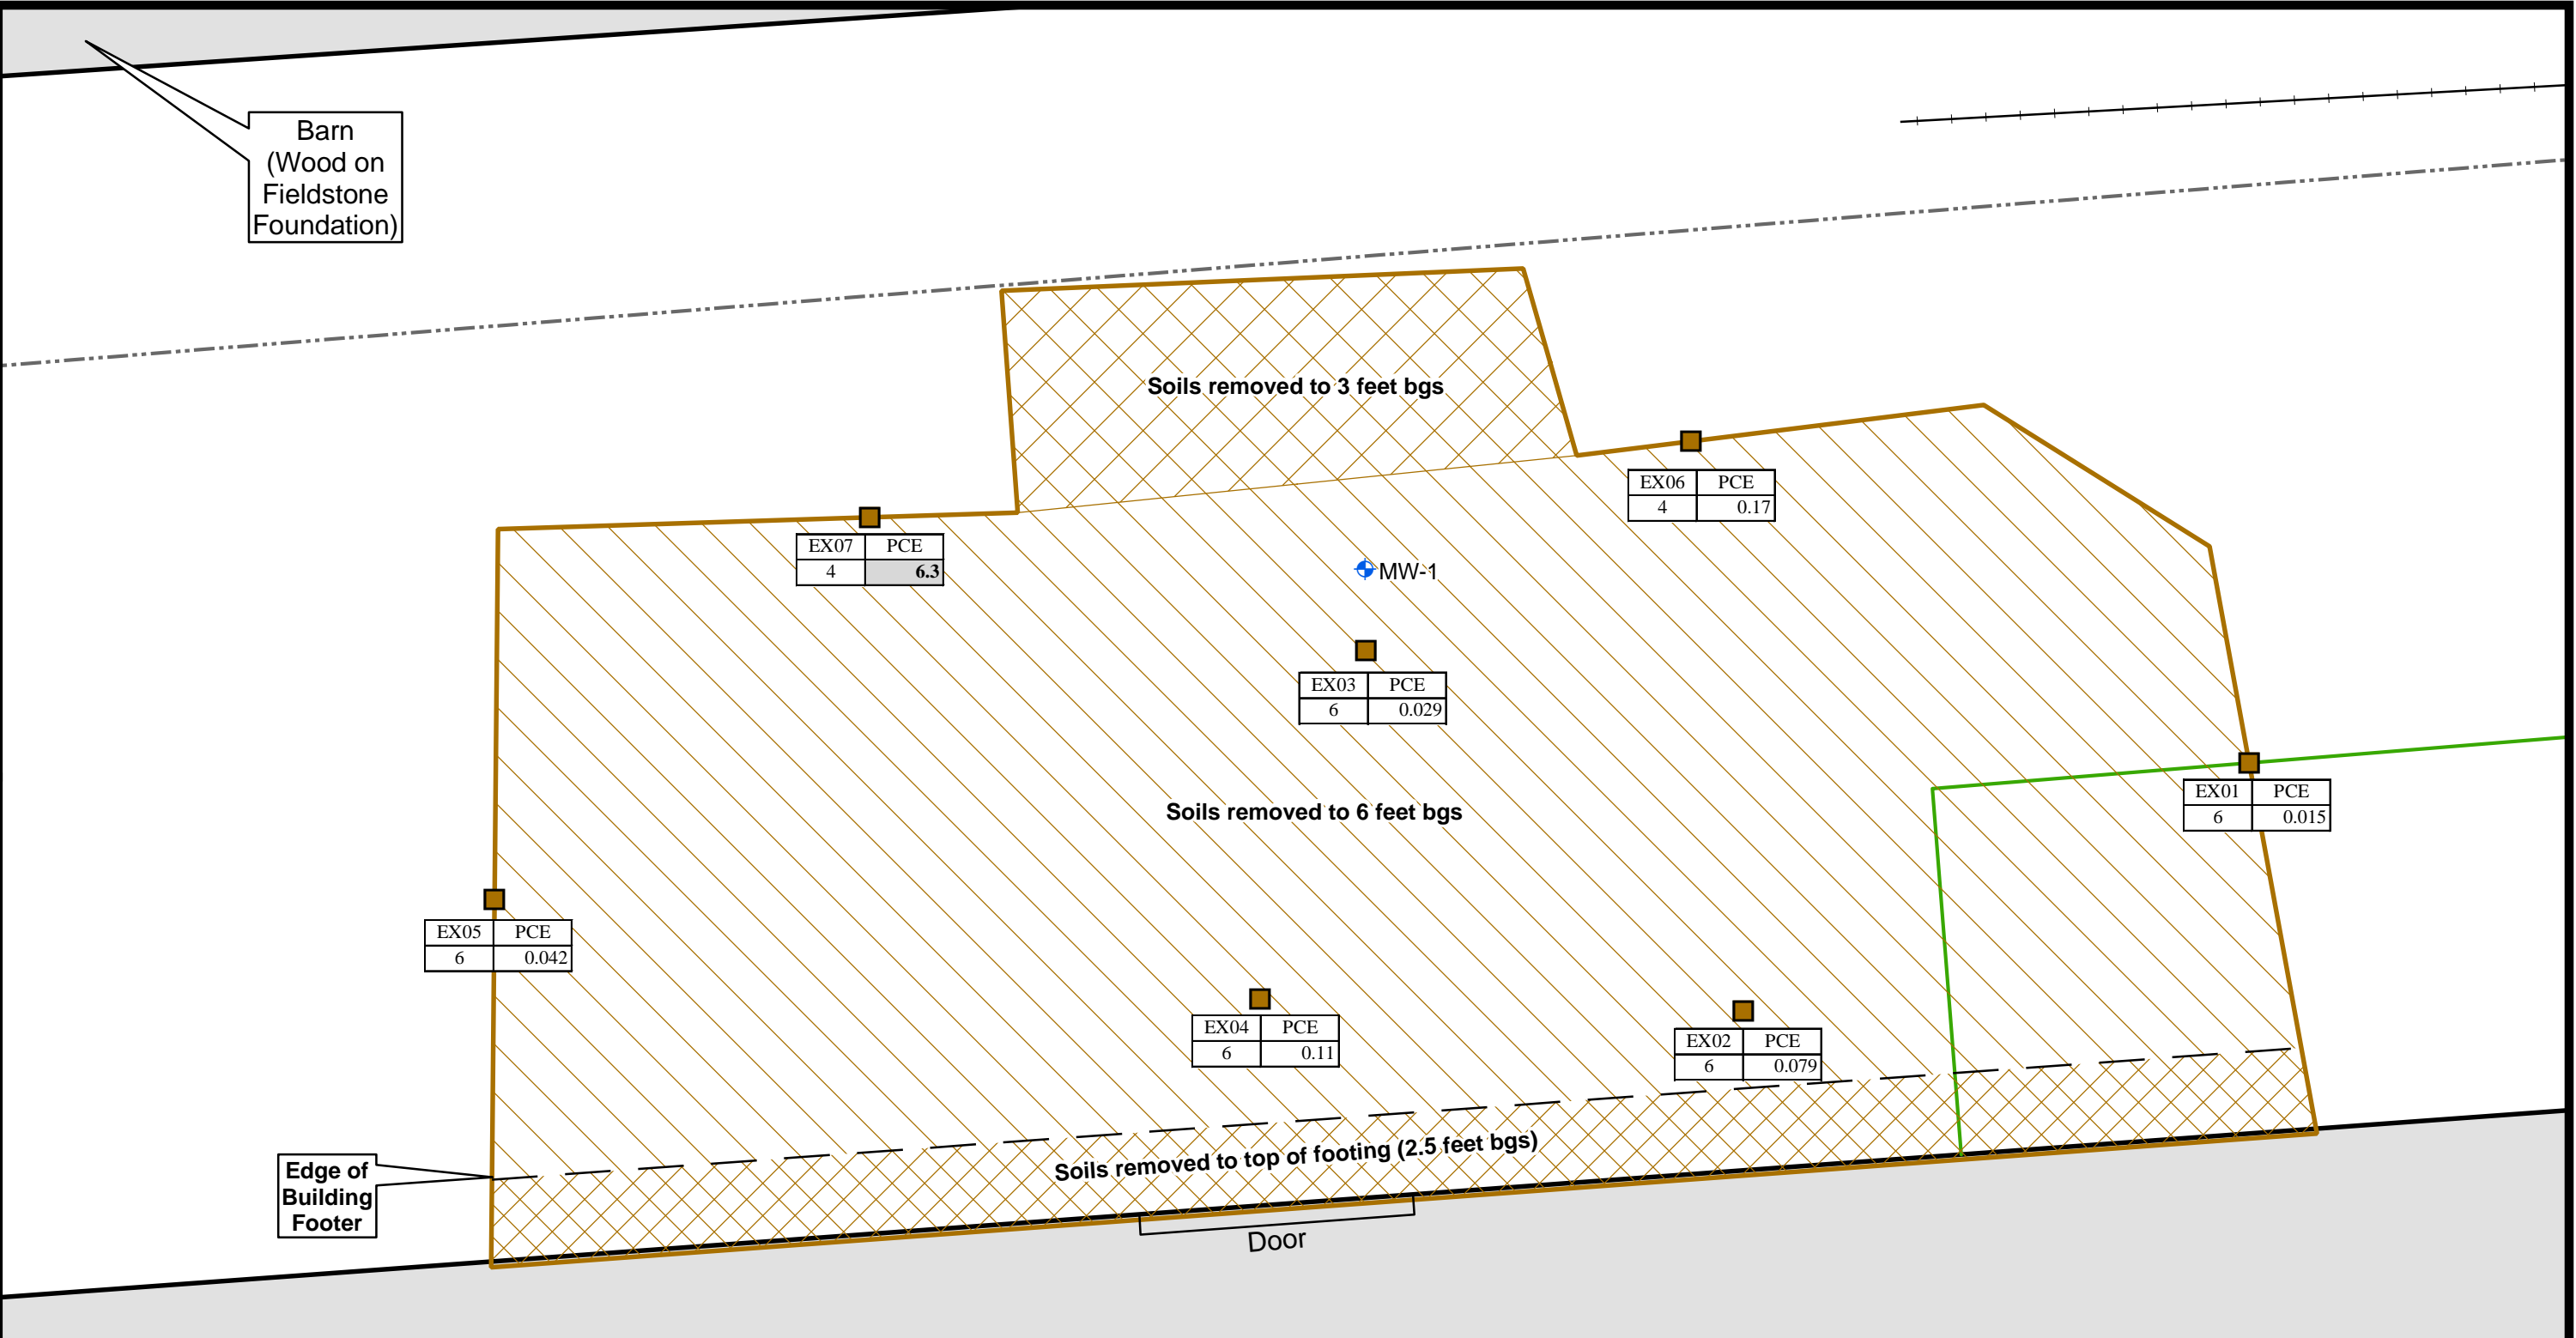 Barn
(Wood on
Fieldstone
Foundation)
Soils removed to 3 feet bgs
EX06 PCE
4 0.17
EX07 PCE
4 6.3
MW-1
EX03 PCE
6 0.029
EX01 PCE
6 0.015
Soils removed to 6 feet bgs
EX05 PCE
6 0.042
EX04 PCE
6 0.11
EX02 PCE
6 0.079
Soils removed to top of footing (2.5 feet bgs)
Edge of
Building
Footer
Door